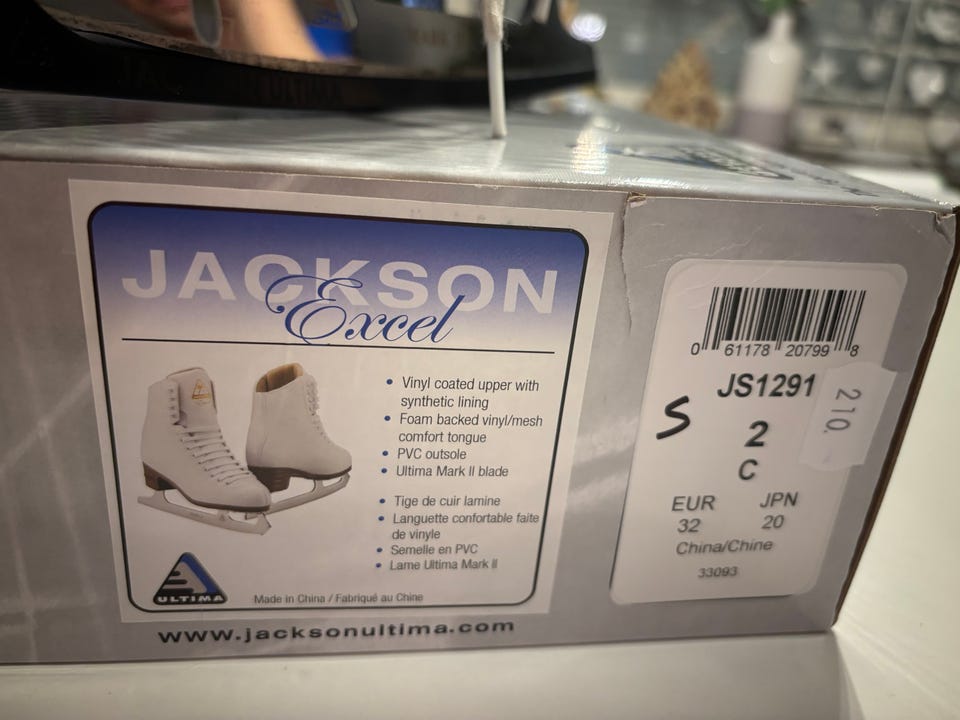 JACKSON
Excel
• Vinyl coated upper with
synthetic lining
• Foam backed vinyl/mesh
comfort tongue
• PVC outsole
• Ultima Mark II blade
• Tige de cuir lamine
• Languette confortable faite
de vinyle
• Semelle en PVC
• Lame Ultima Mark II
ULTIMA
Made in China / Fabriqué au Chine
www.jacksonultima.com
0 61178 20799 8
JS1291
S
2
C
210.
EUR JPN
32 20
China/Chine
33093